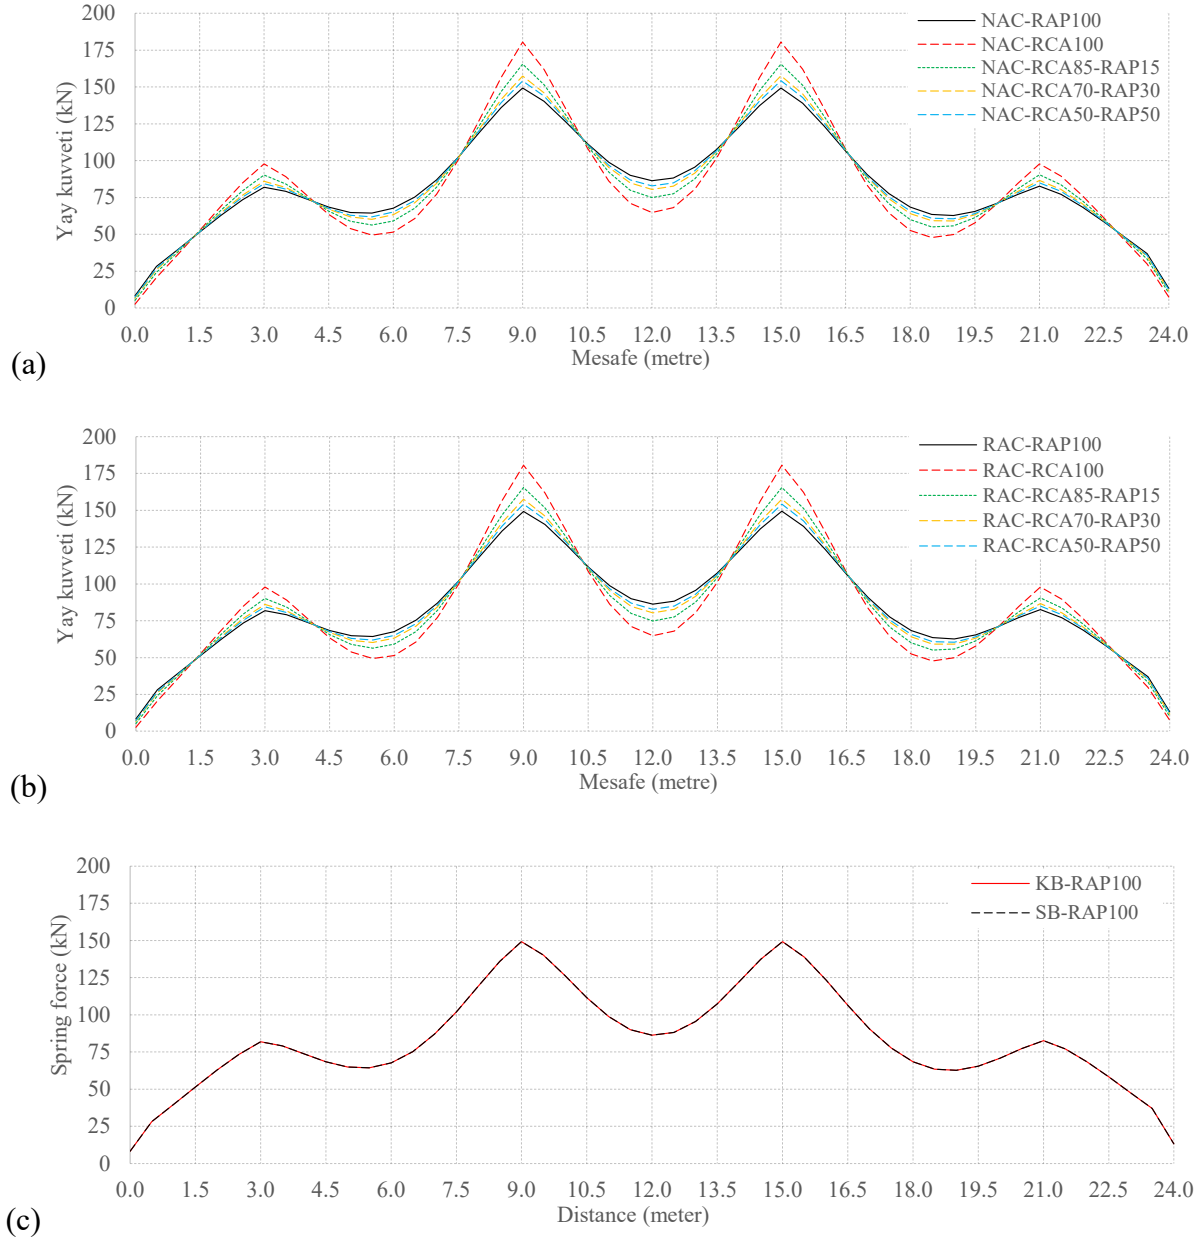 200
175
150
125
100
75
50
25
0
Yay kuvveti (kN)
NAC-RAP100
NAC-RCA100
NAC-RCA85-RAP15
NAC-RCA70-RAP30
NAC-RCA50-RAP50
0.0 1.5 3.0 4.5 6.0 7.5 9.0 10.5 12.0 13.5 15.0 16.5 18.0 19.5 21.0 22.5 24.0
Mesafe (metre)
(a)
200
175
150
125
100
75
50
25
0
Yay kuvveti (kN)
RAC-RAP100
RAC-RCA100
RAC-RCA85-RAP15
RAC-RCA70-RAP30
RAC-RCA50-RAP50
0.0 1.5 3.0 4.5 6.0 7.5 9.0 10.5 12.0 13.5 15.0 16.5 18.0 19.5 21.0 22.5 24.0
Mesafe (metre)
(b)
200
175
150
125
100
75
50
25
0
Spring force (kN)
KB-RAP100
SB-RAP100
0.0 1.5 3.0 4.5 6.0 7.5 9.0 10.5 12.0 13.5 15.0 16.5 18.0 19.5 21.0 22.5 24.0
Distance (meter)
(c)